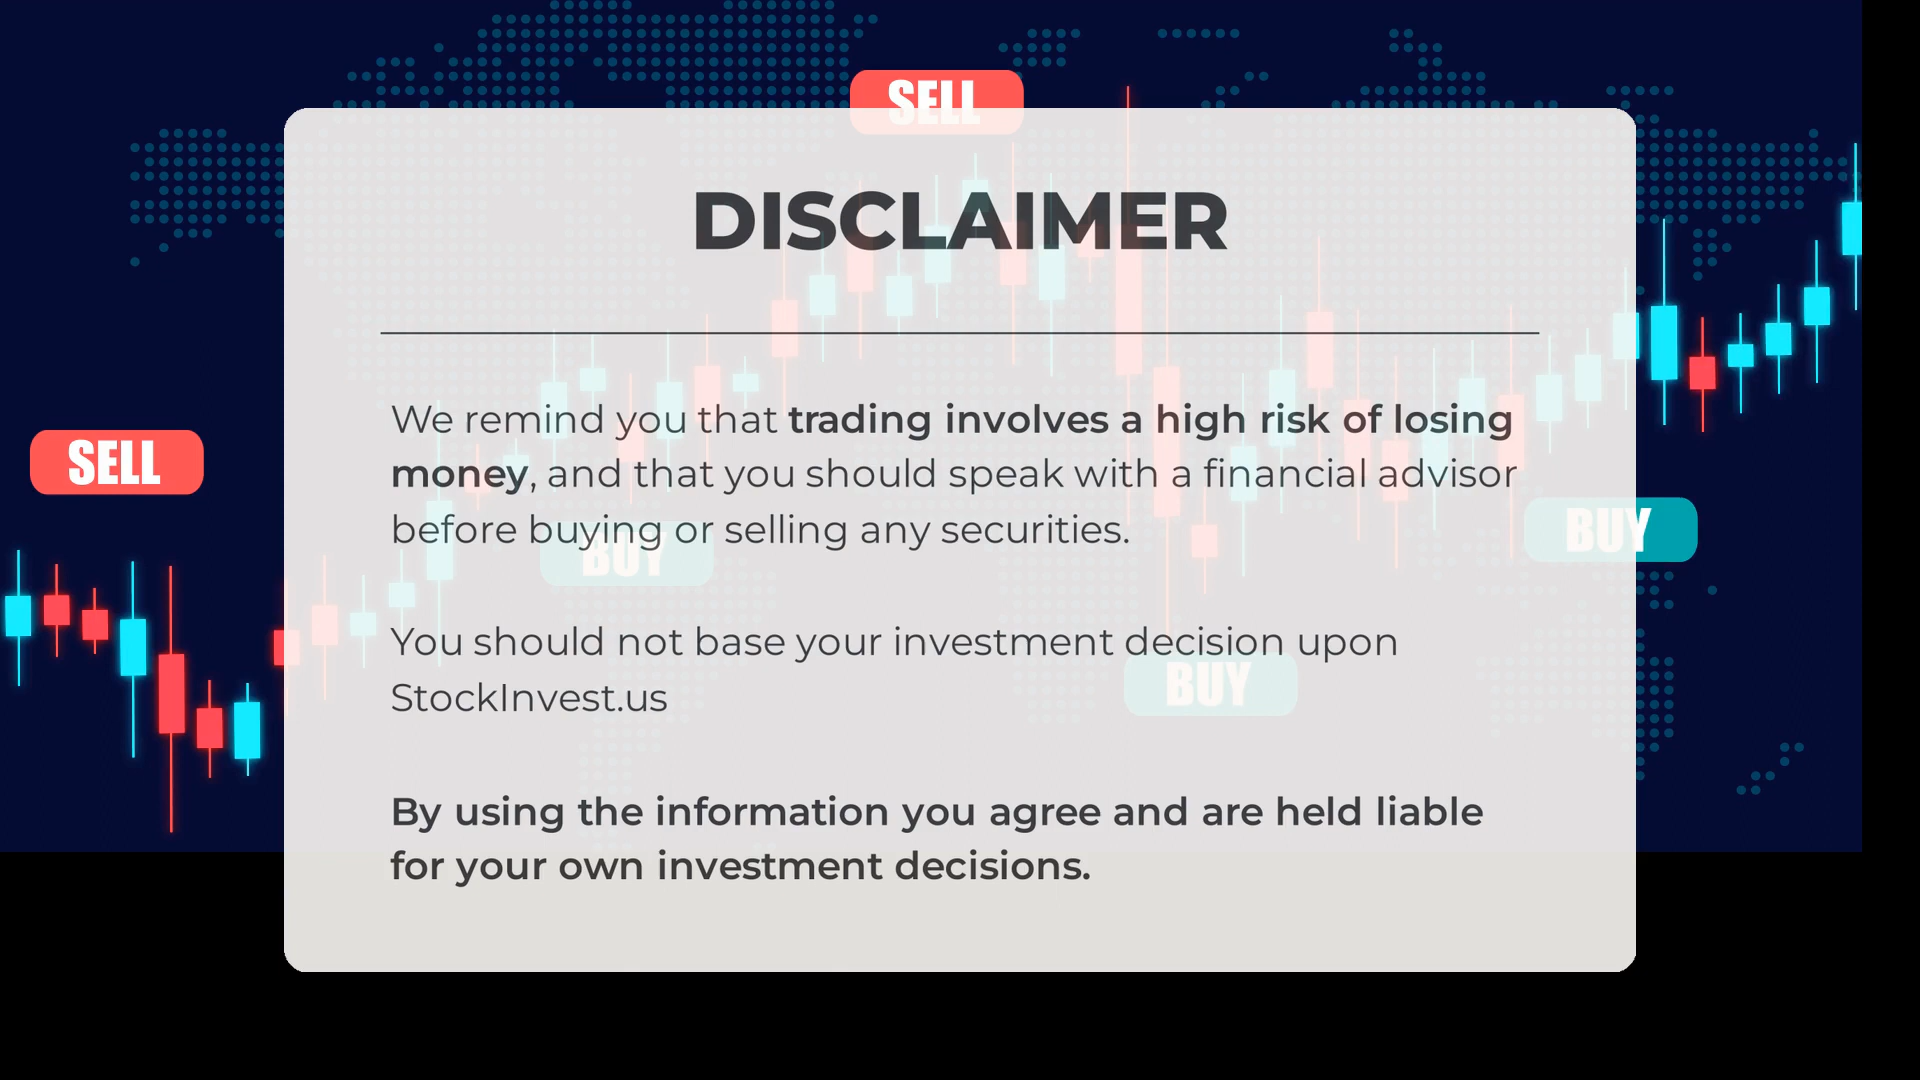 SELL
DISCLAIMER
We remind you that trading involves a high risk of losing
money, and that you should speak with a financial advisor
before buying or selling any securities.
SELL
BUY
BUY
You should not base your investment decision upon
StockInvest.us
BUY
By using the information you agree and are held liable
for your own investment decisions.